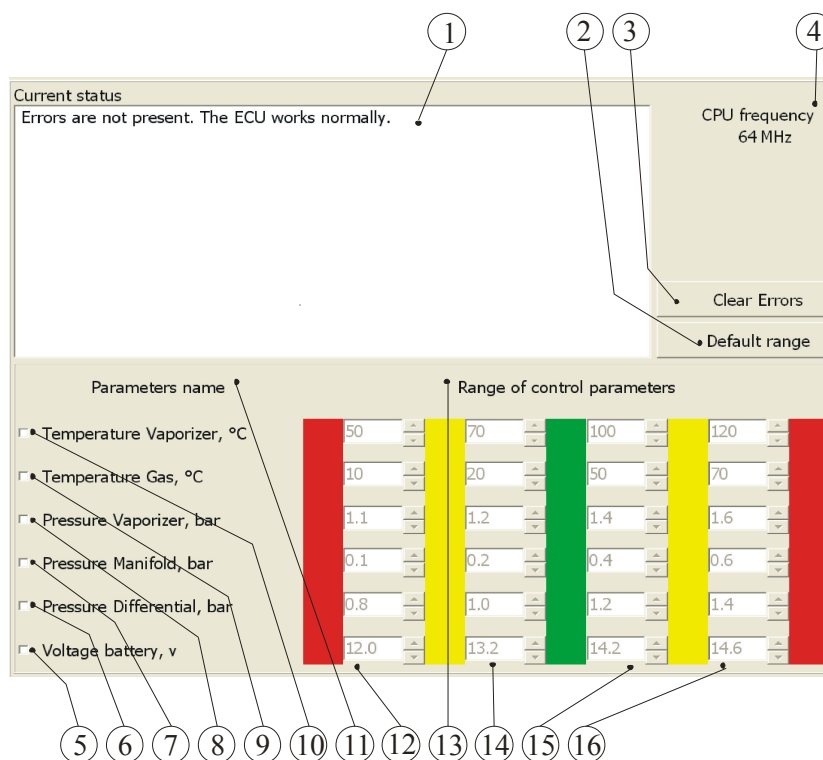 1 2 3 4
Current status
Errors are not present. The ECU works normally.
CPU frequency
64 MHz
Clear Errors
Default range
Parameters name Range of control parameters
Temperature Vaporizer, °C 50 70 100 120
Temperature Gas, °C 10 20 50 70
Pressure Vaporizer, bar 1.1 1.2 1.4 1.6
Pressure Manifold, bar 0.1 0.2 0.4 0.6
Pressure Differential, bar 0.8 1.0 1.2 1.4
Voltage battery, v 12.0 13.2 14.2 14.6
5 6 7 8 9 10 11 12 13 14 15 16